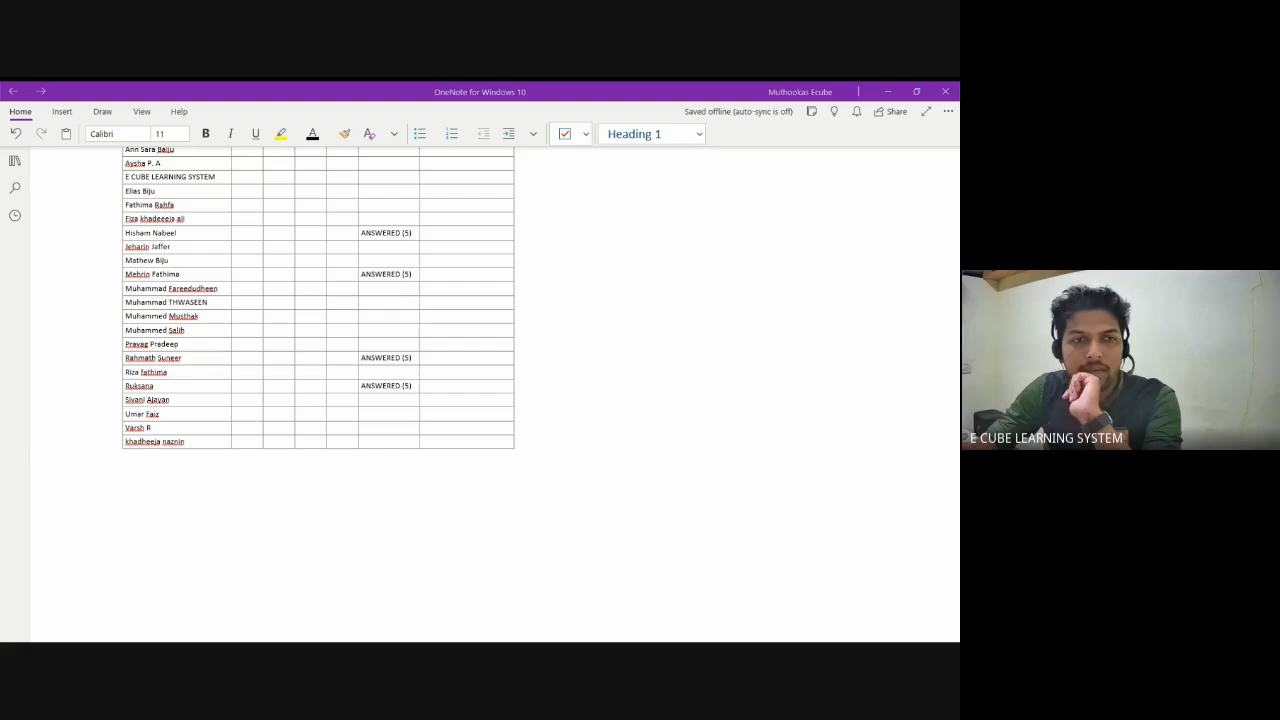 OneNote for Windows 10
Muthookas Ecube
Home Insert Draw View Help
Saved offline (auto-sync is off)
Share
Calibri 11
B I U A
Heading 1
Ann Sara Baiju
Aysha P. A
E CUBE LEARNING SYSTEM
Elias Biju
Fathima Rahfa
Fiza khadeeeja ali
Hisham Nabeel ANSWERED (5)
Jeharin Jaffer
Mathew Biju
Mehrin Fathima ANSWERED (5)
Muhammad Fareedudheen
Muhammad THWASEEN
Muhammed Musthak
Muhammed Salih
Prayag Pradeep
Rahmath Suneer ANSWERED (5)
Riza fathima
Ruksana ANSWERED (5)
Sivani Ajayan
Umar Faiz
Varsh R
khadheeja naznin
E CUBE LEARNING SYSTEM